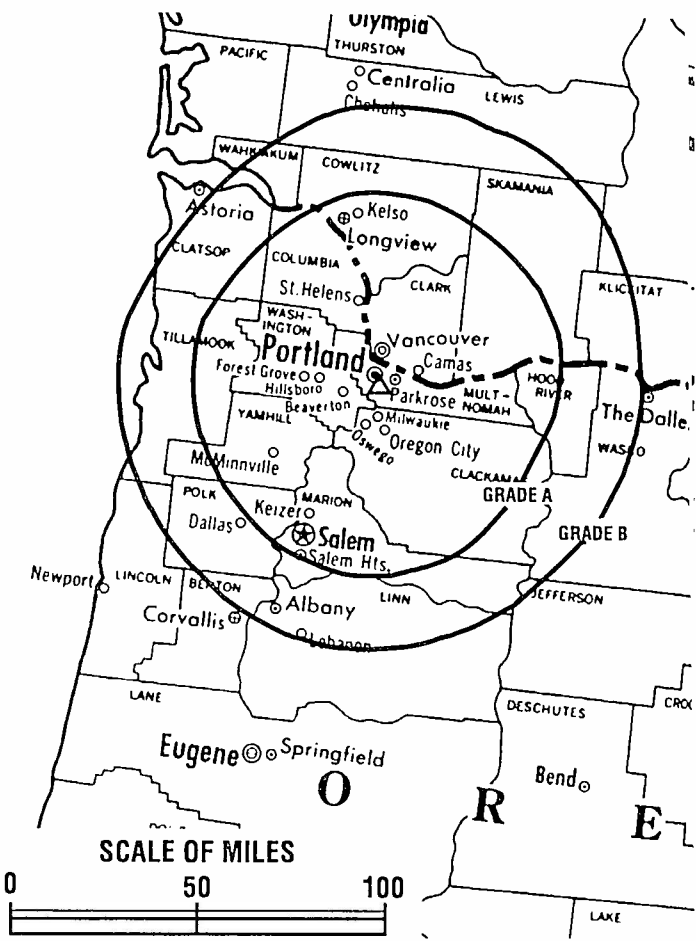 Olympia
THURSTON
PACIFIC
Centralia
Chehalis
LEWIS
WAHKIAKUM
COWLITZ
SKAMANIA
Astoria
Kelso
Longview
CLATSOP
COLUMBIA
St. Helens
CLARK
KLICKITAT
WASH-
INGTON
TILLAMOOK
Vancouver
Portland
Camas
Forest Grove
Hillsboro
Beaverton
Parkrose
MULT-
NOMAH
HOOD
RIVER
The Dalle
YAMHILL
Milwaukie
Oswego
Oregon City
WASCO
McMinnville
CLACKAMAS
GRADE A
POLK
MARION
Keizer
Dallas
Salem
GRADE B
Salem Hts.
Newport
LINCOLN
BENTON
LINN
JEFFERSON
Albany
Corvallis
Lebanon
LANE
DESCHUTES
CROO
Eugene
Springfield
Bend
O R E
SCALE OF MILES
0 50 100
LAKE